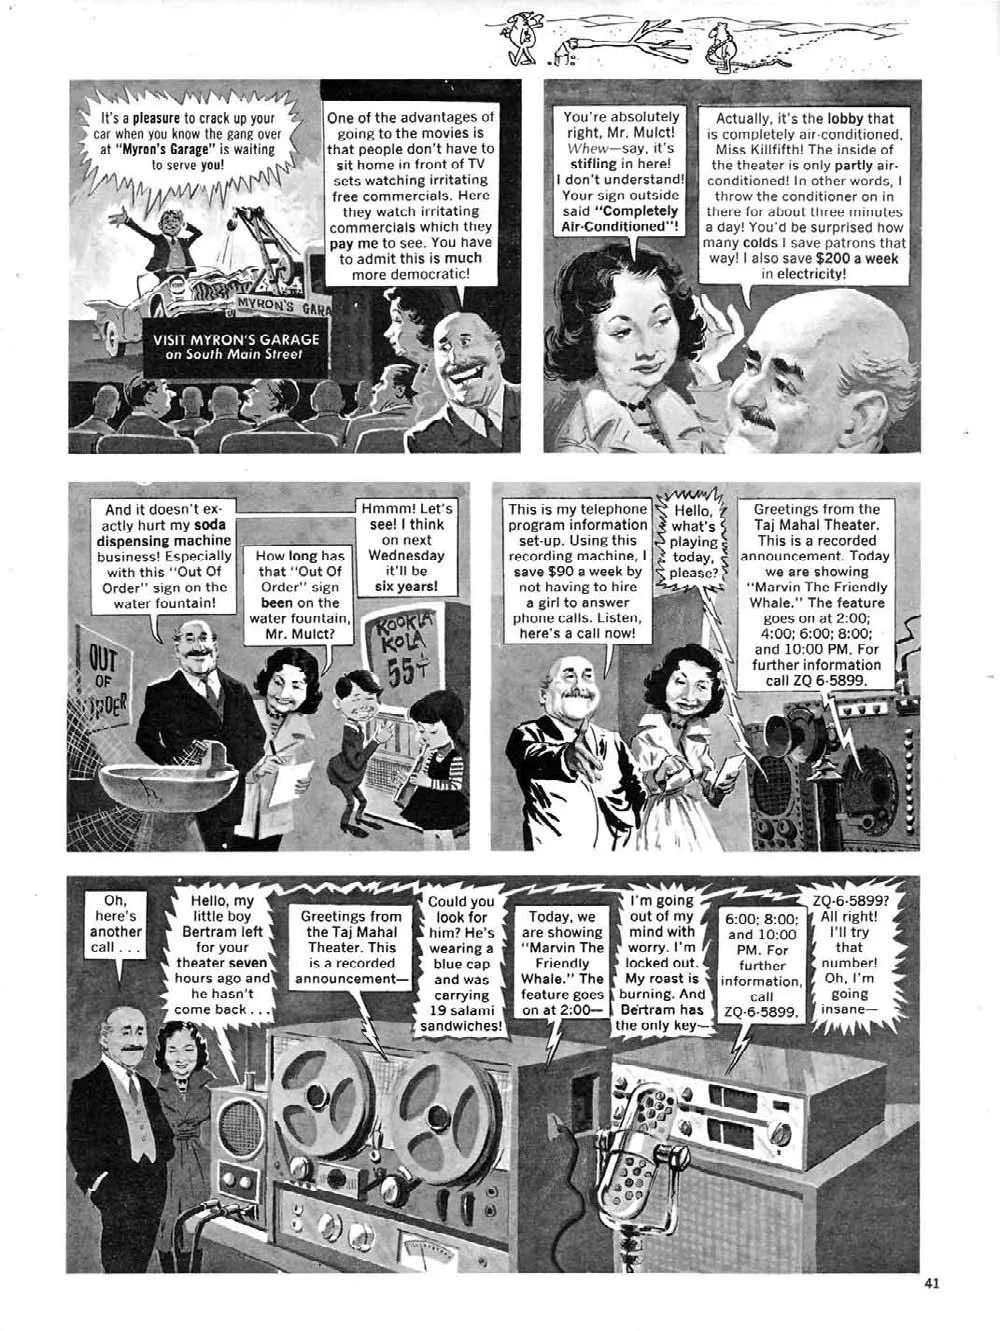 It's a pleasure to crack up your
car when you know the gang over
at "Myron's Garage" is waiting
to serve you!
One of the advantages of
going to the movies is
that people don't have to
sit home in front of TV
sets watching irritating
free commercials. Here
they watch irritating
commercials which they
pay me to see. You have
to admit this is much
more democratic!
MYRON'S GARA
VISIT MYRON'S GARAGE
on South Main Street
You're absolutely
right, Mr. Mulct!
Whew—say, it's
stifling in here!
I don't understand!
Your sign outside
said "Completely
Air-Conditioned"!
Actually, it's the lobby that
is completely air-conditioned,
Miss Killfifth! The inside of
the theater is only partly air-
conditioned! In other words, I
throw the conditioner on in
there for about three minutes
a day! You'd be surprised how
many colds I save patrons that
way! I also save $200 a week
in electricity!
And it doesn't ex-
actly hurt my soda
dispensing machine
business! Especially
with this "Out Of
Order" sign on the
water fountain!
How long has
that "Out Of
Order" sign
been on the
water fountain,
Mr. Mulct?
Hmmm! Let's
see! I think
on next
Wednesday
it'll be
six years!
OUT
OF
ORDER
KOOKLA
KOLA
55¢
This is my telephone
program information
set-up. Using this
recording machine, I
save $90 a week by
not having to hire
a girl to answer
phone calls. Listen,
here's a call now!
Hello,
what's
playing
today,
please?
Greetings from the
Taj Mahal Theater.
This is a recorded
announcement. Today
we are showing
"Marvin The Friendly
Whale." The feature
goes on at 2:00;
4:00; 6:00; 8:00;
and 10:00 PM. For
further information
call ZQ 6-5899.
Oh,
here's
another
call . . .
Hello, my
little boy
Bertram left
for your
theater seven
hours ago and
he hasn't
come back . . .
Greetings from
the Taj Mahal
Theater. This
is a recorded
announcement—
Could you
look for
him? He's
wearing a
blue cap
and was
carrying
19 salami
sandwiches!
Today, we
are showing
"Marvin The
Friendly
Whale." The
feature goes
on at 2:00—
I'm going
out of my
mind with
worry. I'm
locked out.
My roast is
burning. And
Bertram has
the only key—
6:00; 8:00;
and 10:00
PM. For
further
information,
call
ZQ-6-5899.
ZQ-6-5899?
All right!
I'll try
that
number!
Oh, I'm
going
insane—
41